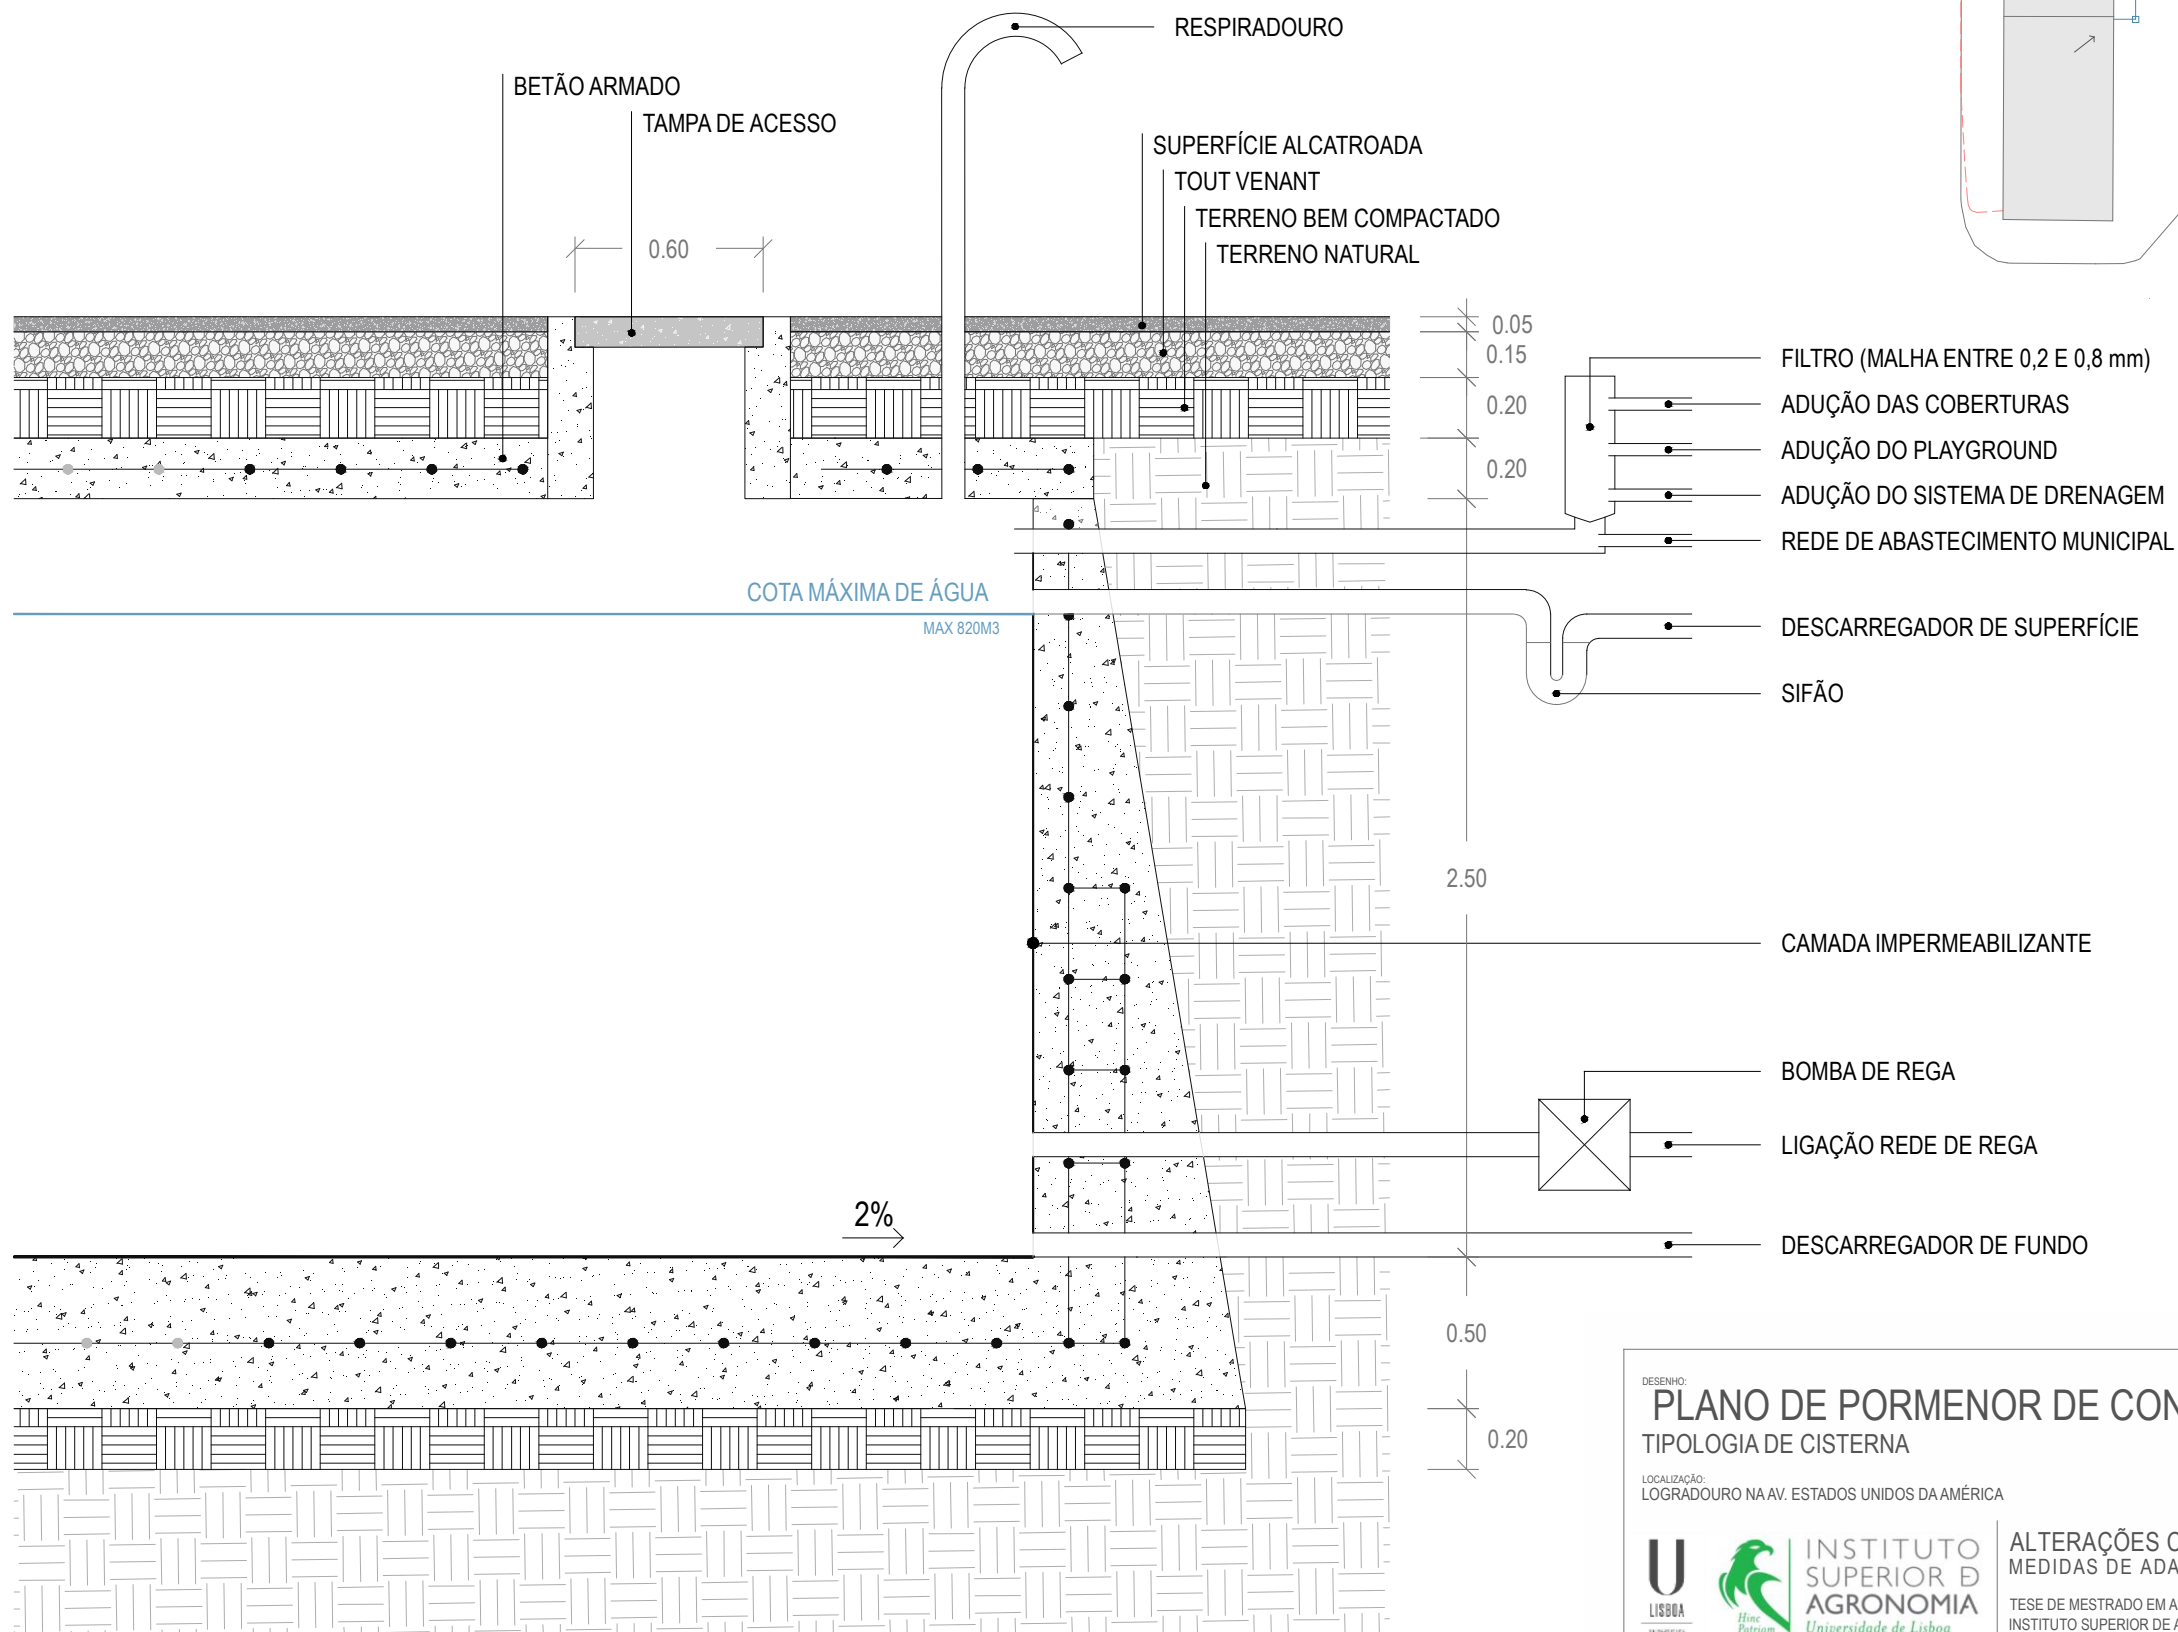 RESPIRADOURO
BETÃO ARMADO
TAMPA DE ACESSO
SUPERFÍCIE ALCATROADA
TOUT VENANT
TERRENO BEM COMPACTADO
TERRENO NATURAL
0.60
0.05
0.15
0.20
0.20
FILTRO (MALHA ENTRE 0,2 E 0,8 mm)
ADUÇÃO DAS COBERTURAS
ADUÇÃO DO PLAYGROUND
ADUÇÃO DO SISTEMA DE DRENAGEM
REDE DE ABASTECIMENTO MUNICIPAL
COTA MÁXIMA DE ÁGUA
MAX 820M3
DESCARREGADOR DE SUPERFÍCIE
SIFÃO
2.50
CAMADA IMPERMEABILIZANTE
BOMBA DE REGA
LIGAÇÃO REDE DE REGA
2%
DESCARREGADOR DE FUNDO
0.50
0.20
DESENHO:
PLANO DE PORMENOR DE CON
TIPOLOGIA DE CISTERNA
LOCALIZAÇÃO:
LOGRADOURO NA AV. ESTADOS UNIDOS DA AMÉRICA
U
LISBOA
Hinc
Patriam
INSTITUTO
SUPERIOR D
AGRONOMIA
Universidade de Lisboa
ALTERAÇÕES C
MEDIDAS DE ADA
TESE DE MESTRADO EM A
INSTITUTO SUPERIOR DE A